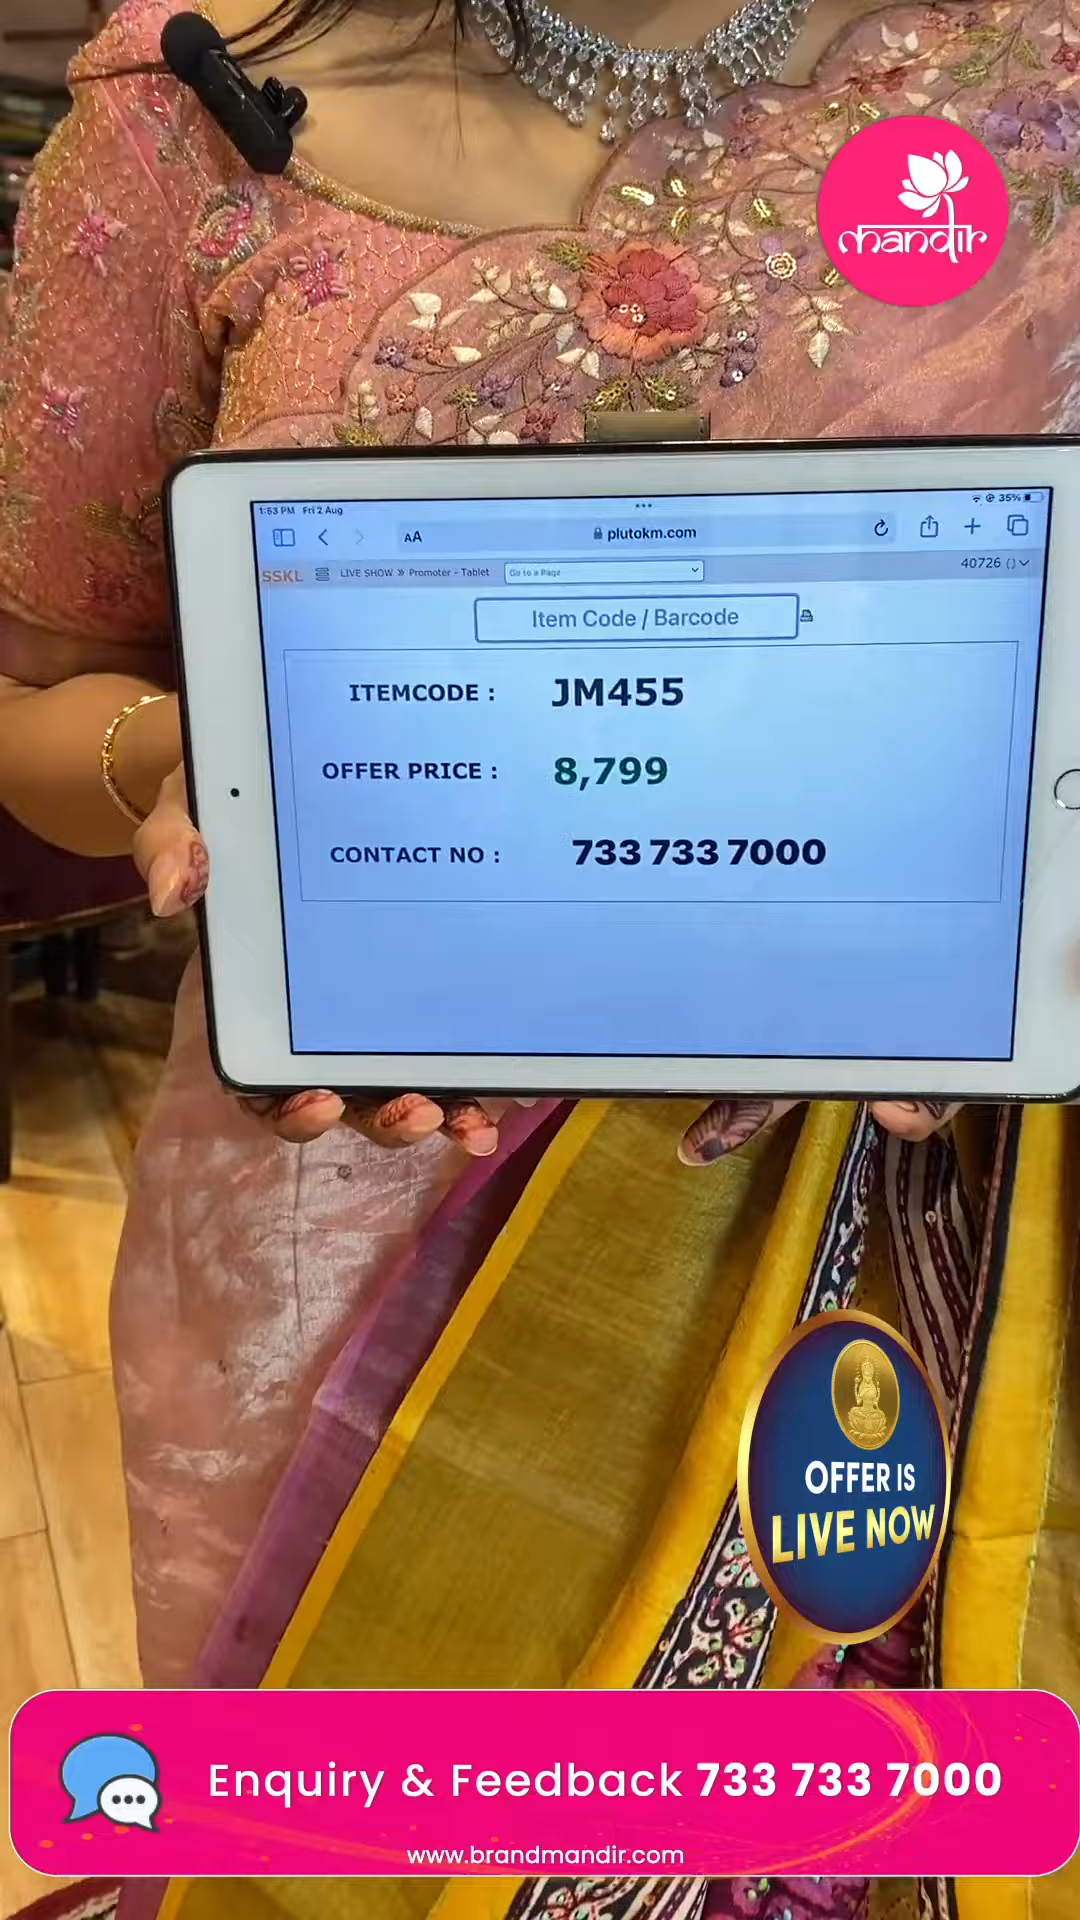 mandir
1:53 PM Fri 2 Aug
35%
AA
plutokm.com
SSKL
LIVE SHOW » Promoter - Tablet
Go to a Page
40726 ()
Item Code / Barcode
ITEMCODE : JM455
OFFER PRICE : 8,799
CONTACT NO : 733 733 7000
OFFER IS
LIVE NOW
Enquiry & Feedback 733 733 7000
www.brandmandir.com